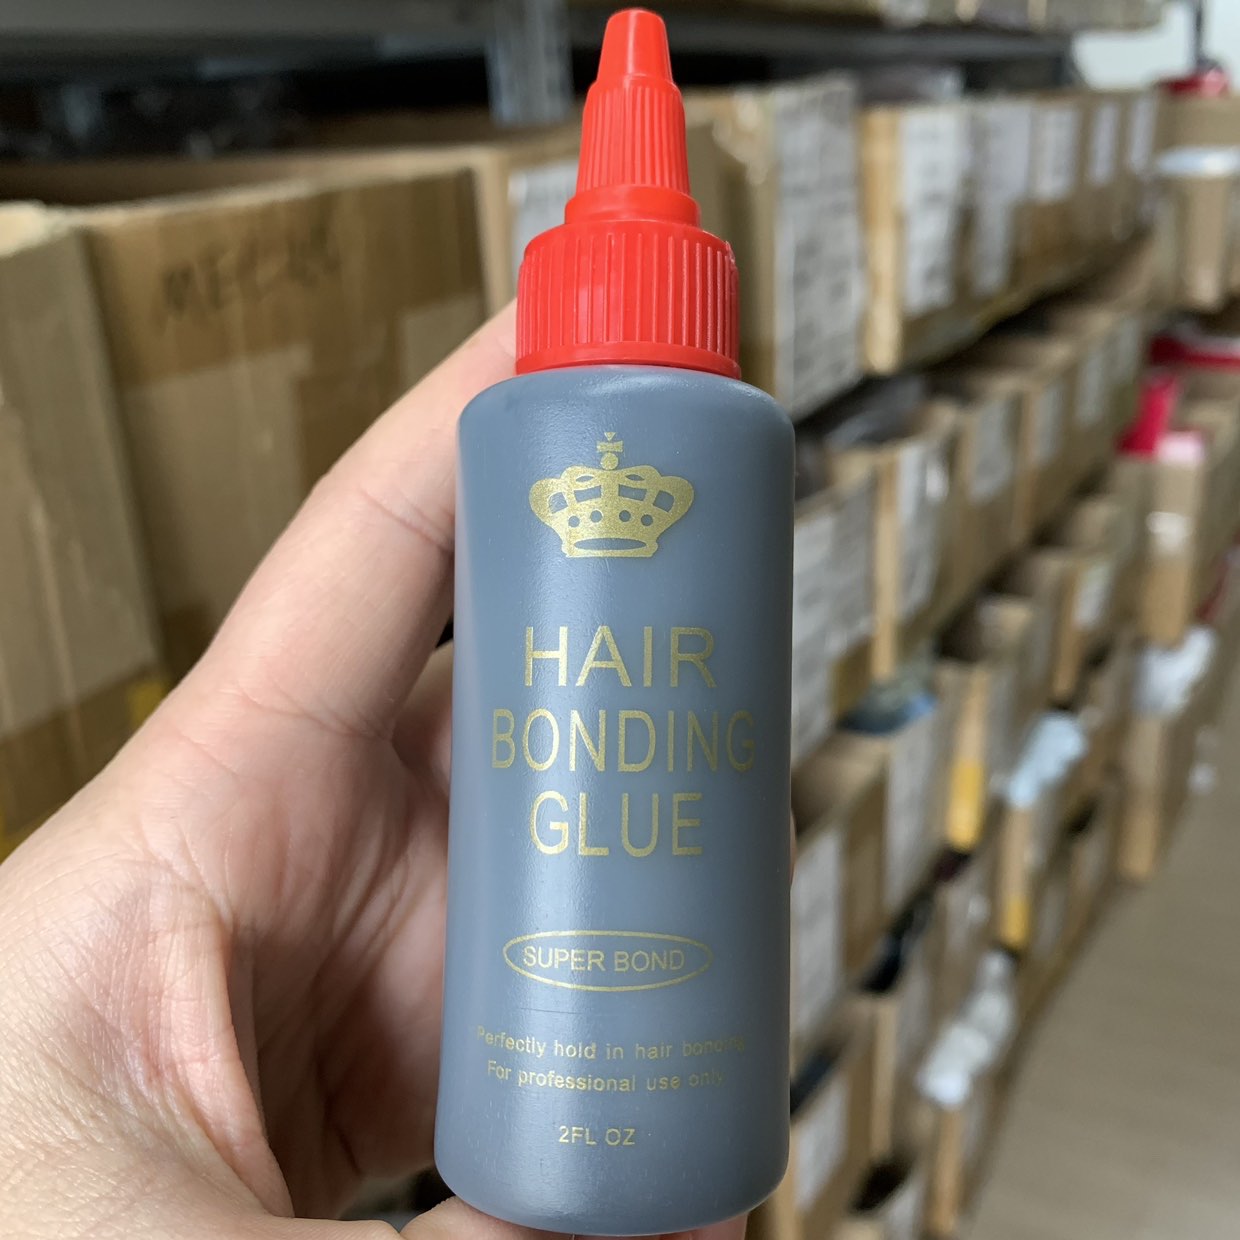 HAIR
BONDING
GLUE
SUPER BOND
Perfectly hold in hair bonding
For professional use only
2FL OZ